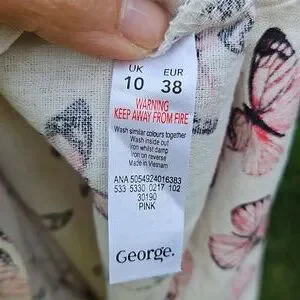 George.
UK EUR
10 38
WARNING
KEEP AWAY FROM FIRE
Wash similar colours together
Wash inside out
Iron whilst damp
Iron on reverse
Made in Vietnam
ANA 5054924016383
533 5330 0217 102
30190
PINK
George.